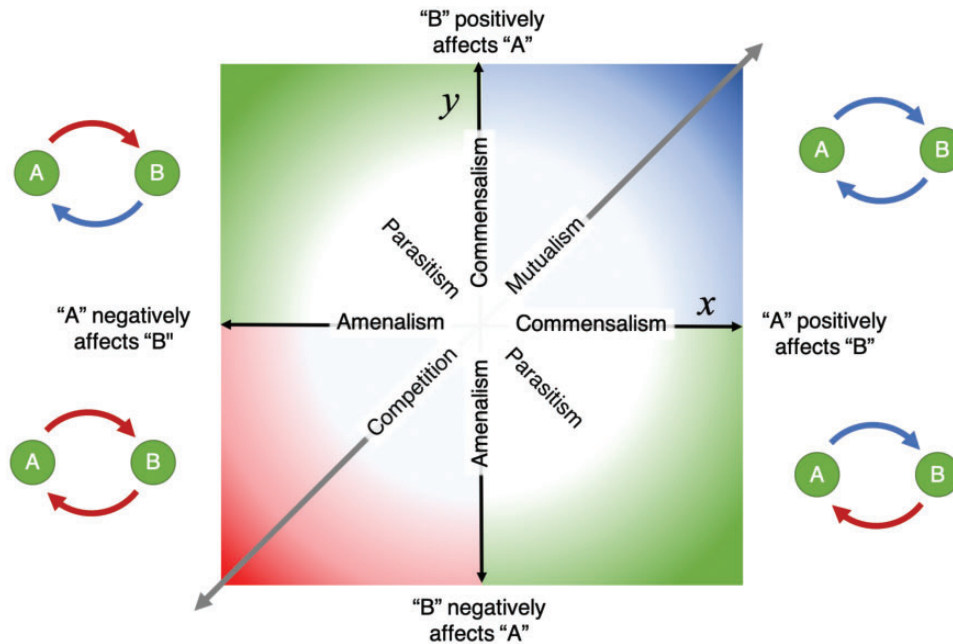 “B” positively
affects “A”
y
A
B
A
B
Commensalism
Parasitism
Mutualism
“A” negatively
affects “B"
Amenalism
Commensalism
x
“A” positively
affects “B”
Competition
Amenalism
Parasitism
A
B
A
B
“B” negatively
affects “A”